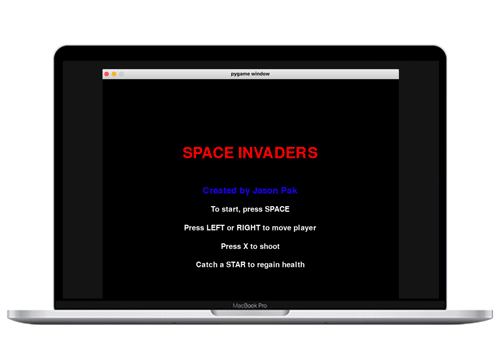 pygame window
SPACE INVADERS
Created by Jason Pak
To start, press SPACE
Press LEFT or RIGHT to move player
Press X to shoot
Catch a STAR to regain health
MacBook Pro